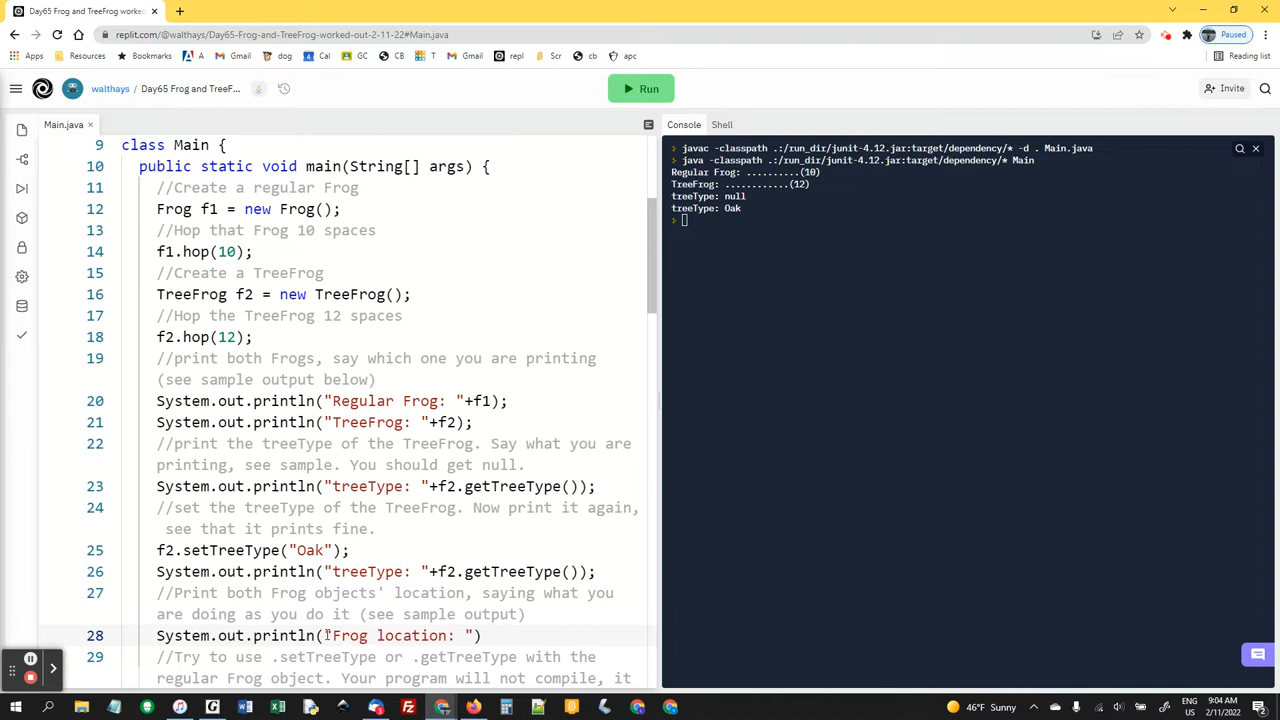 Day65 Frog and TreeFrog worked
replit.com/@walthays/Day65-Frog-and-TreeFrog-worked-out-2-11-22#Main.java
Paused
Apps
Resources
Bookmarks
Gmail
dog
Cal
GC
CB
T
Gmail
repl
Scr
cb
tapp
Reading list
walthays / Day65 Frog and TreeF...
Run
Invite
Main.java
Console
Shell
9 class Main {
10 public static void main(String[] args) {
11 //Create a regular Frog
12 Frog f1 = new Frog();
13 //Hop that Frog 10 spaces
14 f1.hop(10);
15 //Create a TreeFrog
16 TreeFrog f2 = new TreeFrog();
17 //Hop the TreeFrog 12 spaces
18 f2.hop(12);
19 //print both Frogs, say which one you are printing
(see sample output below)
20 System.out.println("Regular Frog: "+f1);
21 System.out.println("TreeFrog: "+f2);
22 //print the treeType of the TreeFrog. Say what you are
printing, see sample. You should get null.
23 System.out.println("treeType: "+f2.getTreeType());
24 //set the treeType of the TreeFrog. Now print it again,
see that it prints fine.
25 f2.setTreeType("Oak");
26 System.out.println("treeType: "+f2.getTreeType());
27 //Print both Frog objects' location, saying what you
are doing as you do it (see sample output)
28 System.out.println("Frog location: ")
29 //Try to use .setTreeType or .getTreeType with the
regular Frog object. Your program will not compile, it
javac -classpath .:/run_dir/junit-4.12.jar:target/dependency/* -d . Main.java
java -classpath .:/run_dir/junit-4.12.jar:target/dependency/* Main
Regular Frog: ..........(10)
TreeFrog: ............(12)
treeType: null
treeType: Oak
46°F Sunny
ENG
US
9:04 AM
2/11/2022